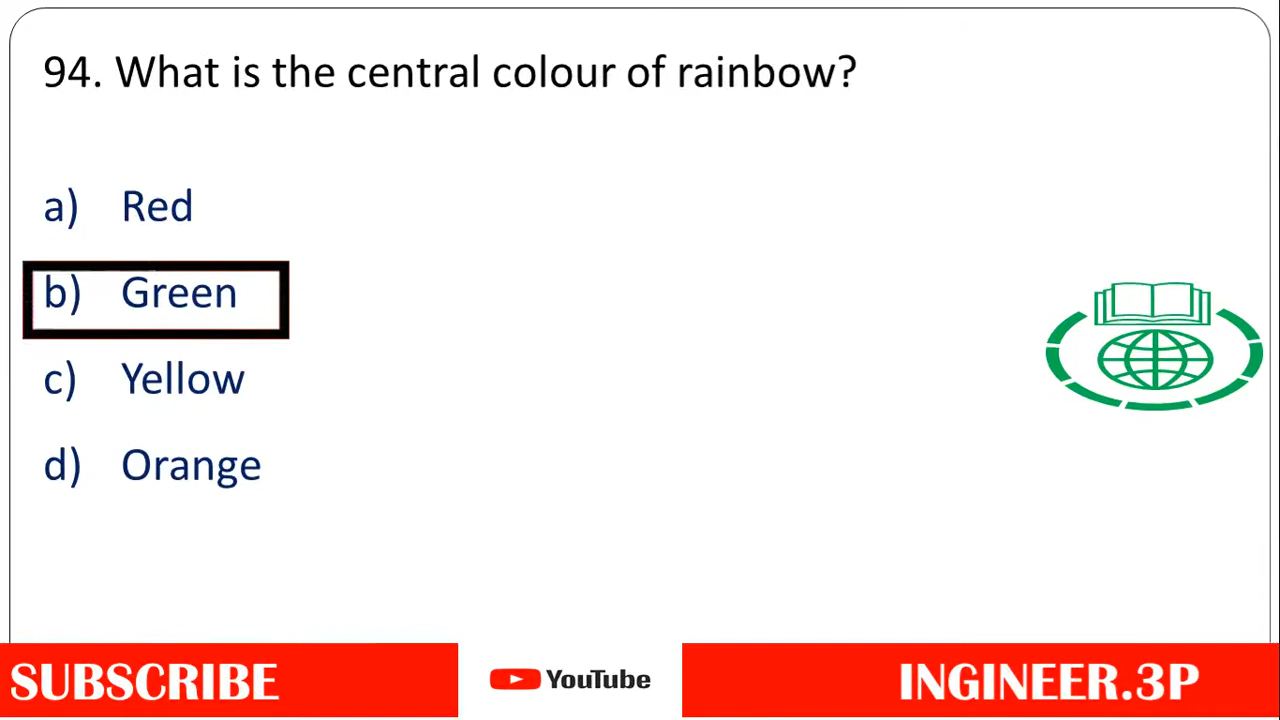 94. What is the central colour of rainbow?
a) Red
b) Green
c) Yellow
d) Orange
SUBSCRIBE YouTube INGINEER.3P